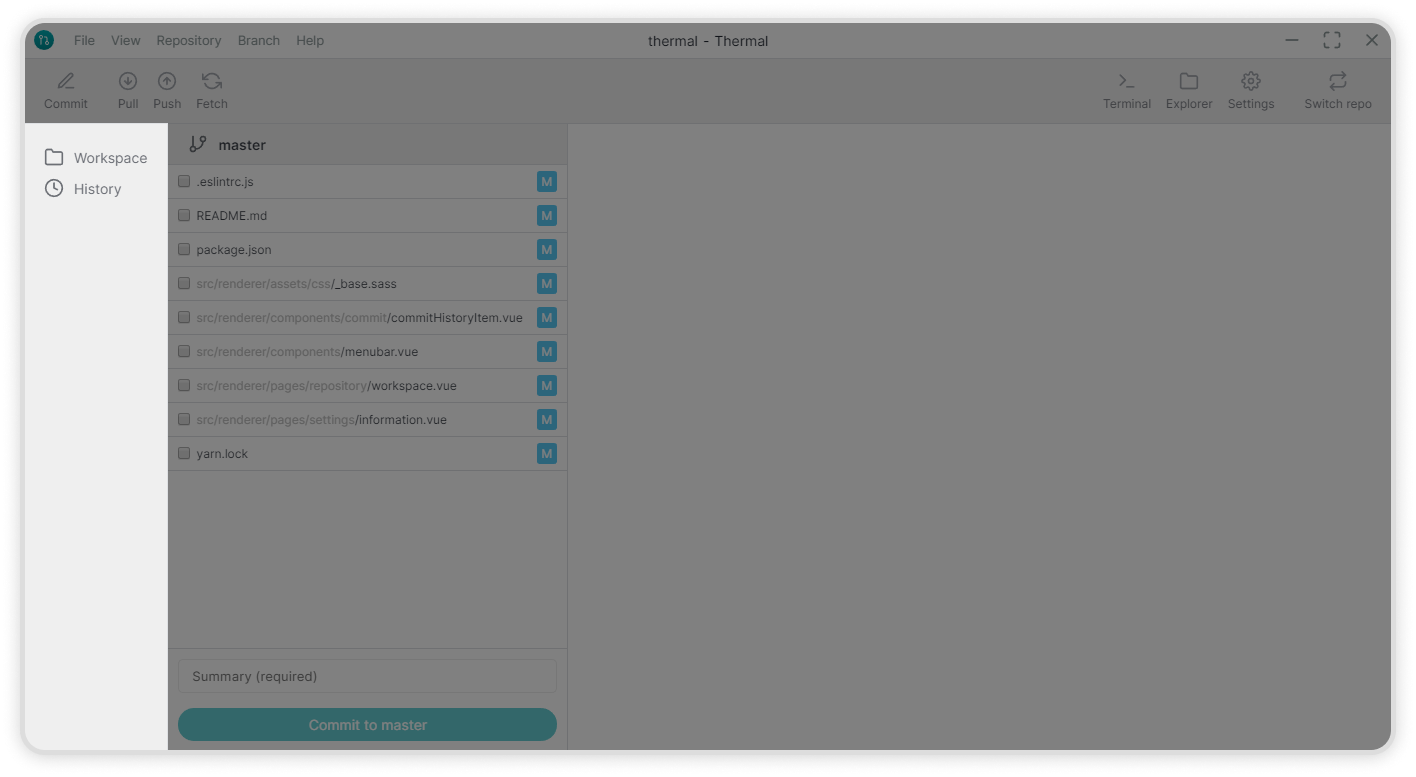 File View Repository Branch Help thermal - Thermal
Commit Pull Push Fetch Terminal Explorer Settings Switch repo
Workspace
History
master
.eslintrc.js M
README.md M
package.json M
src/renderer/assets/css/_base.sass M
src/renderer/components/commit/commitHistoryItem.vue M
src/renderer/components/menubar.vue M
src/renderer/pages/repository/workspace.vue M
src/renderer/pages/settings/information.vue M
yarn.lock M
Summary (required)
Commit to master